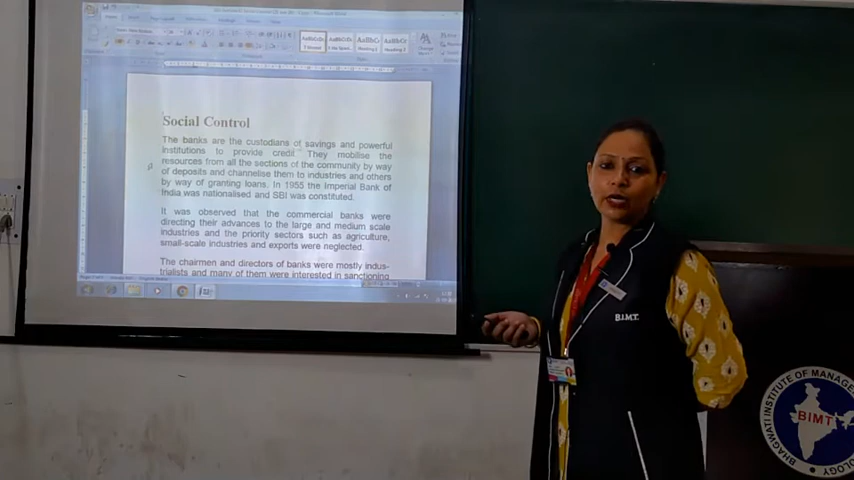 Social Control
The banks are the custodians of savings and powerful
institutions to provide credit. They mobilise the
resources from all the sections of the community by way
of deposits and channelise them to industries and others
by way of granting loans. In 1955 the Imperial Bank of
India was nationalised and SBI was constituted.
It was observed that the commercial banks were
directing their advances to the large and medium scale
industries and the priority sectors such as agriculture,
small-scale industries and exports were neglected.
The chairmen and directors of banks were mostly indus-
trialists and many of them were interested in sanctioning
B.I.M.T.
BHAGWATI INSTITUTE OF MANAGE
BIMT